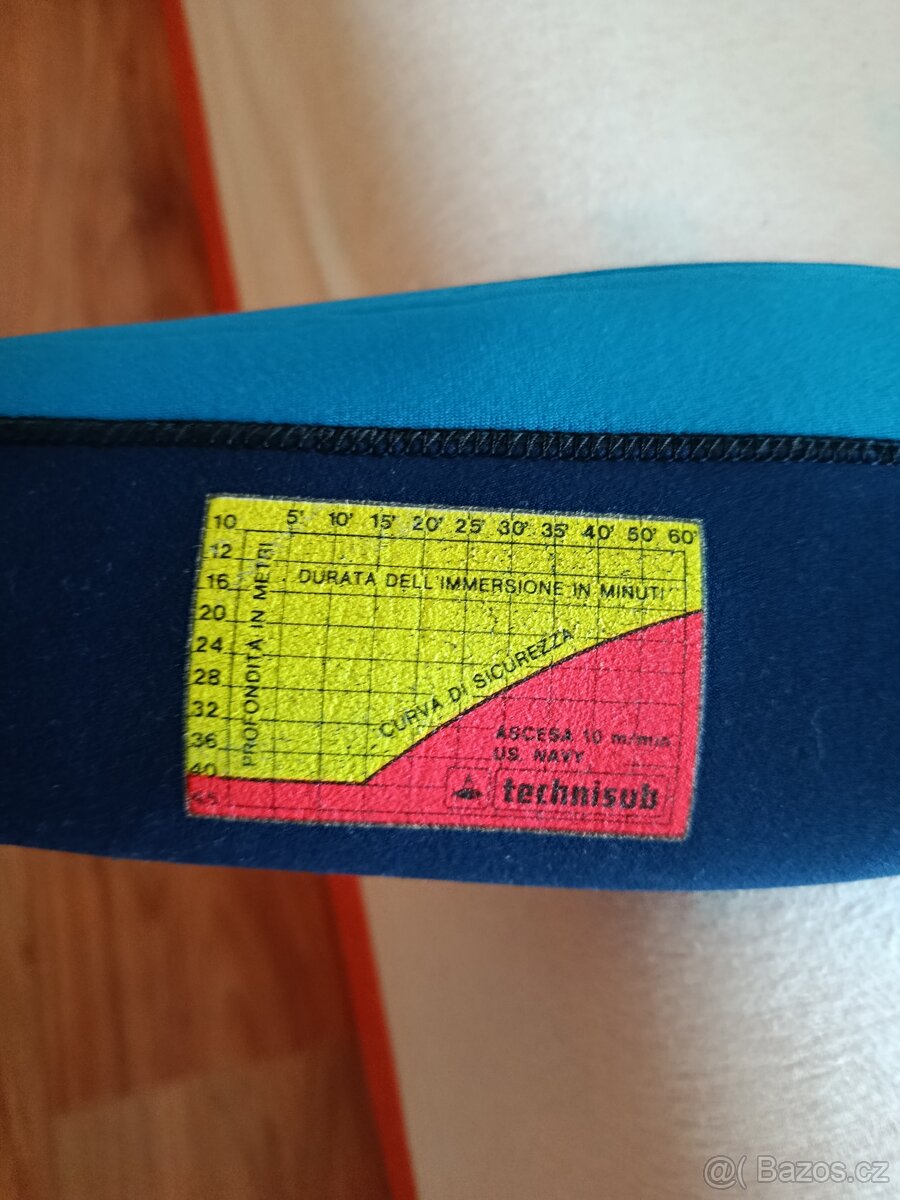 10 5' 10' 15' 20' 25' 30' 35' 40' 50' 60'
12
DURATA DELL'IMMERSIONE IN MINUTI
16
20
24
28
32
36
40
PROFONDITÀ IN METRI
CURVA DI SICUREZZA
ASCESA 10 m/min
US. NAVY
technisub
@( Bazos.cz